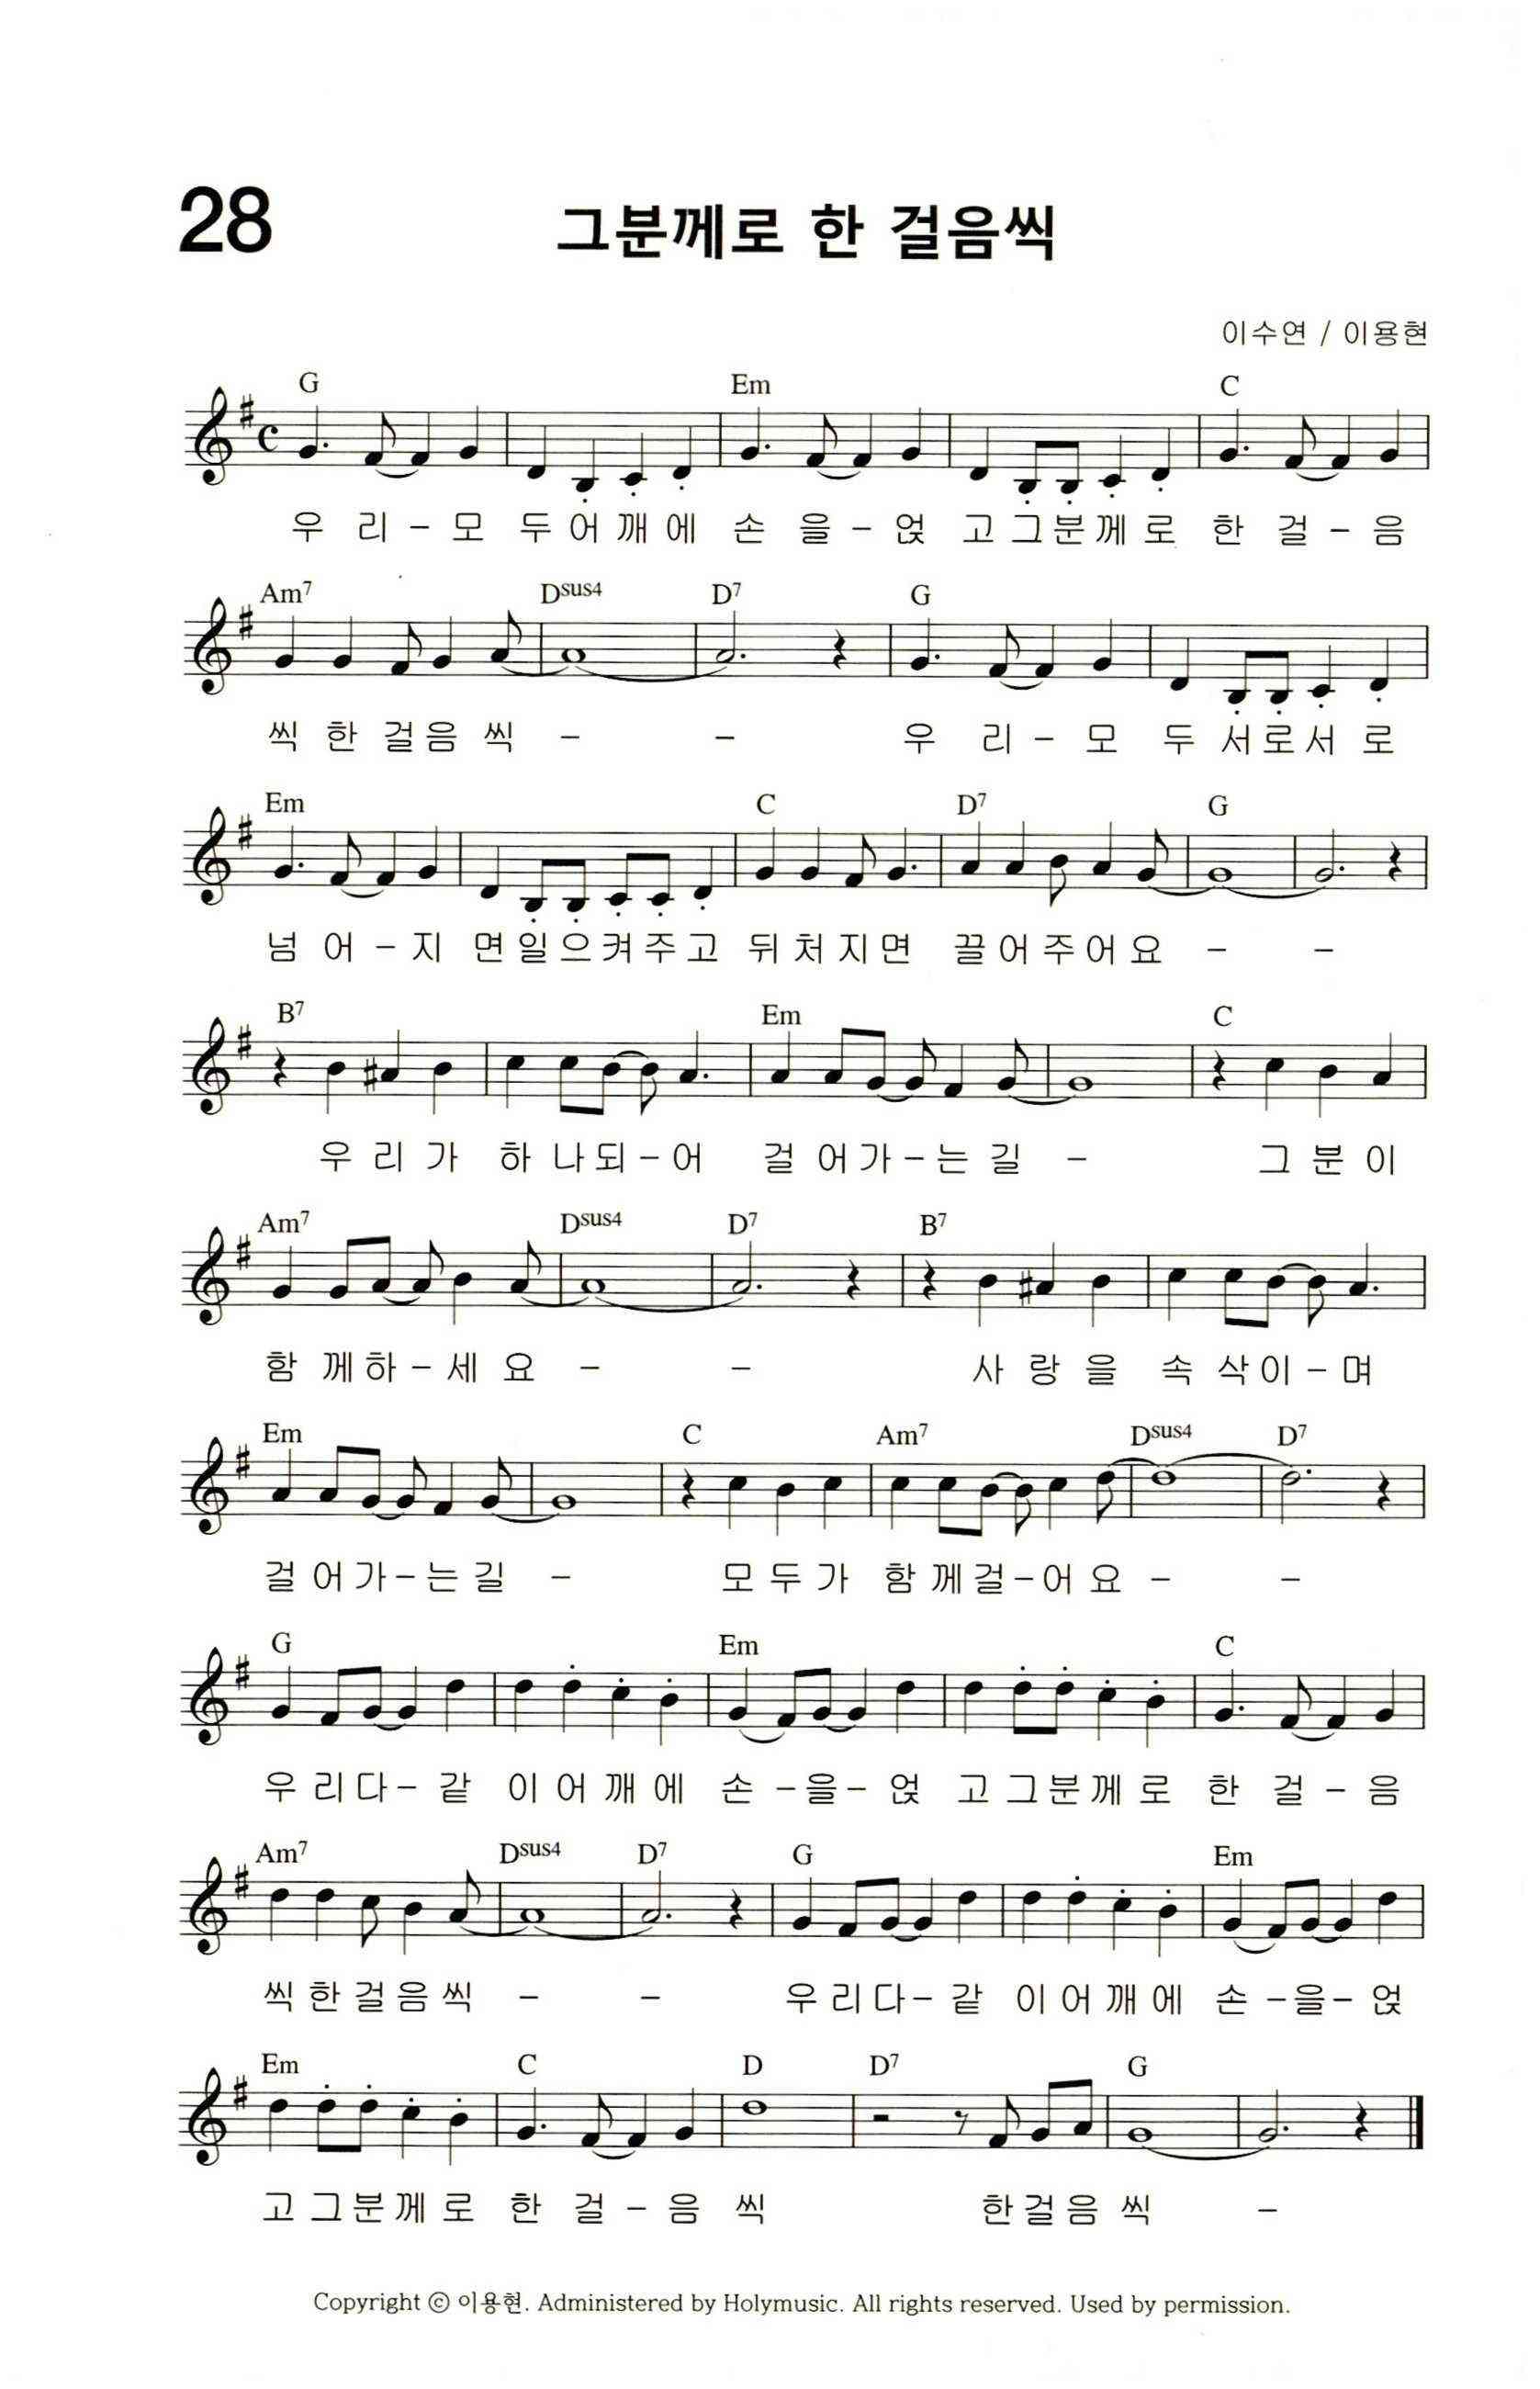 28
그분께로 한 걸음씩
이수연 / 이용현
G Em C
우 리 - 모 두 어 깨 에 손 을 - 얹 고 그 분 께 로 한 걸 - 음
Am7 Dsus4 D7 G
씩 한 걸 음 씩 - - 우 리 - 모 두 서 로 서 로
Em C D7 G
넘 어 - 지 면 일 으 켜 주 고 뒤 처 지 면 끌 어 주 어 요 - -
B7 Em C
우 리 가 하 나 되 - 어 걸 어 가 - 는 길 - 그 분 이
Am7 Dsus4 D7 B7
함 께 하 - 세 요 - - 사 랑 을 속 삭 이 - 며
Em C Am7 Dsus4 D7
걸 어 가 - 는 길 - 모 두 가 함 께 걸 - 어 요 - -
G Em C
우 리 다 - 같 이 어 깨 에 손 - 을 - 얹 고 그 분 께 로 한 걸 - 음
Am7 Dsus4 D7 G Em
씩 한 걸 음 씩 - - 우 리 다 - 같 이 어 깨 에 손 - 을 - 얹
Em C D D7 G
고 그 분 께 로 한 걸 - 음 씩 한 걸 음 씩 -
Copyright ⓒ 이용현. Administered by Holymusic. All rights reserved. Used by permission.